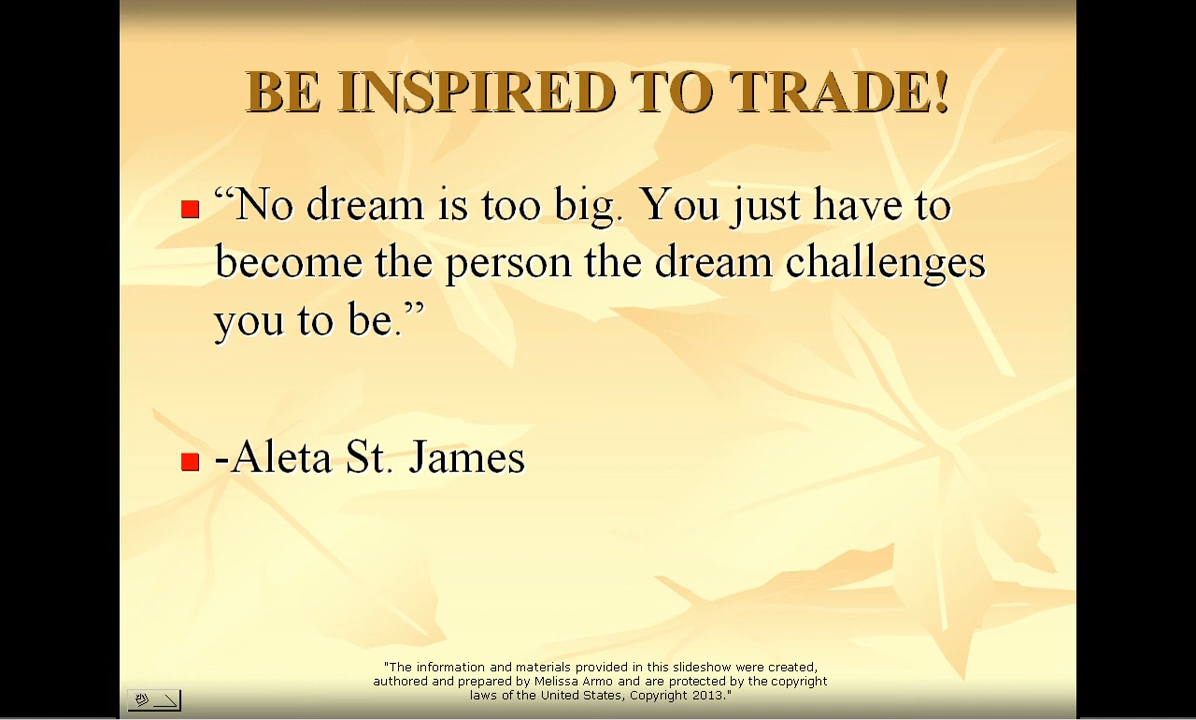 BE INSPIRED TO TRADE!
“No dream is too big. You just have to
become the person the dream challenges
you to be.”
-Aleta St. James
"The information and materials provided in this slideshow were created,
authored and prepared by Melissa Armo and are protected by the copyright
laws of the United States, Copyright 2013."